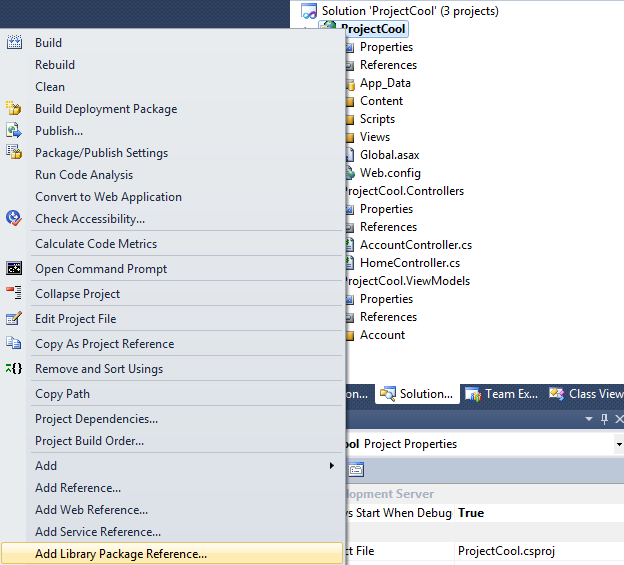 Solution 'ProjectCool' (3 projects)
ProjectCool
Properties
References
App_Data
Content
Scripts
Views
Global.asax
Web.config
ProjectCool.Controllers
Properties
References
AccountController.cs
HomeController.cs
ProjectCool.ViewModels
Properties
References
Account
Build
Rebuild
Clean
Build Deployment Package
Publish...
Package/Publish Settings
Run Code Analysis
Convert to Web Application
Check Accessibility...
Calculate Code Metrics
Open Command Prompt
Collapse Project
Edit Project File
Copy As Project Reference
Remove and Sort Usings
Copy Path
Project Dependencies...
Project Build Order...
Add
Add Reference...
Add Web Reference...
Add Service Reference...
Add Library Package Reference...
on... Solution... Team Ex... Class View
ool Project Properties
lopment Server
ys Start When Debug True
ct File ProjectCool.csproj